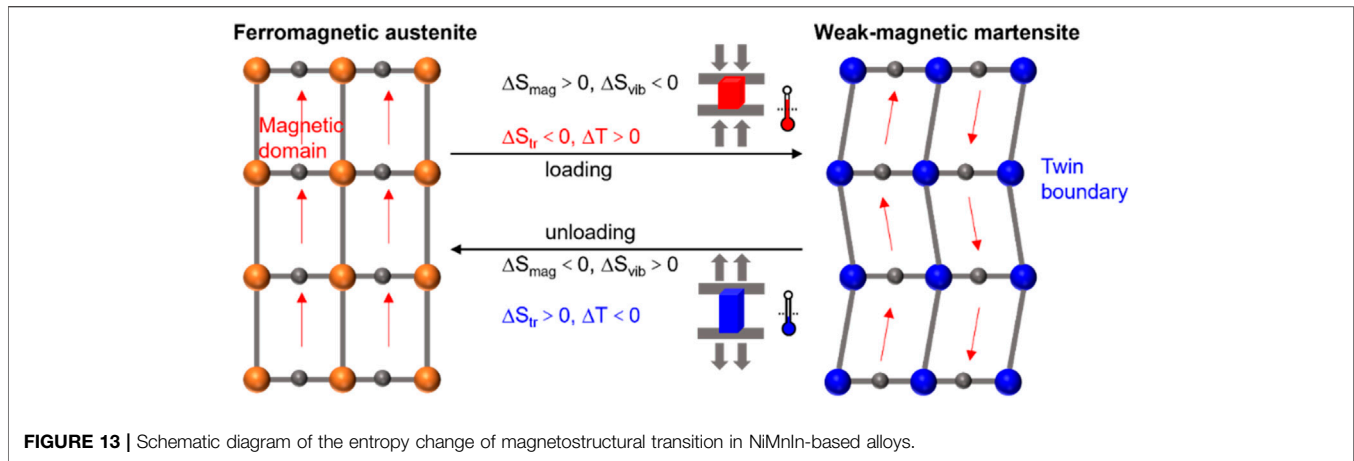 Ferromagnetic austenite
Weak-magnetic martensite
Magnetic
domain
ΔSmag > 0, ΔSvib < 0
ΔStr < 0, ΔT > 0
loading
unloading
ΔSmag < 0, ΔSvib > 0
ΔStr > 0, ΔT < 0
Twin
boundary
FIGURE 13 | Schematic diagram of the entropy change of magnetostructural transition in NiMnIn-based alloys.